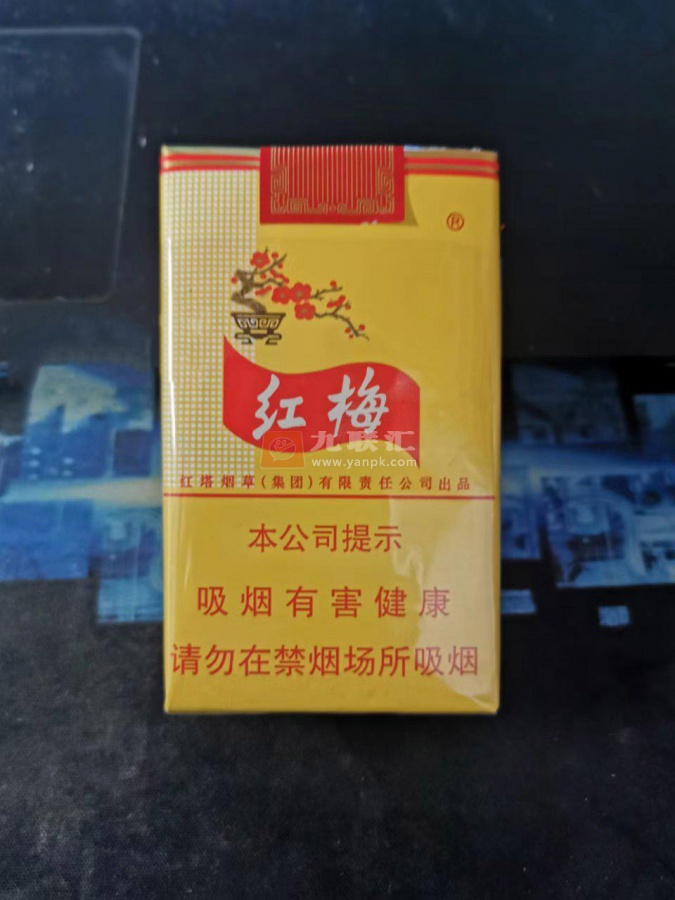 ®
红梅
九联汇
www.yanpk.com
红塔烟草(集团)有限责任公司出品
本公司提示
吸烟有害健康
请勿在禁烟场所吸烟